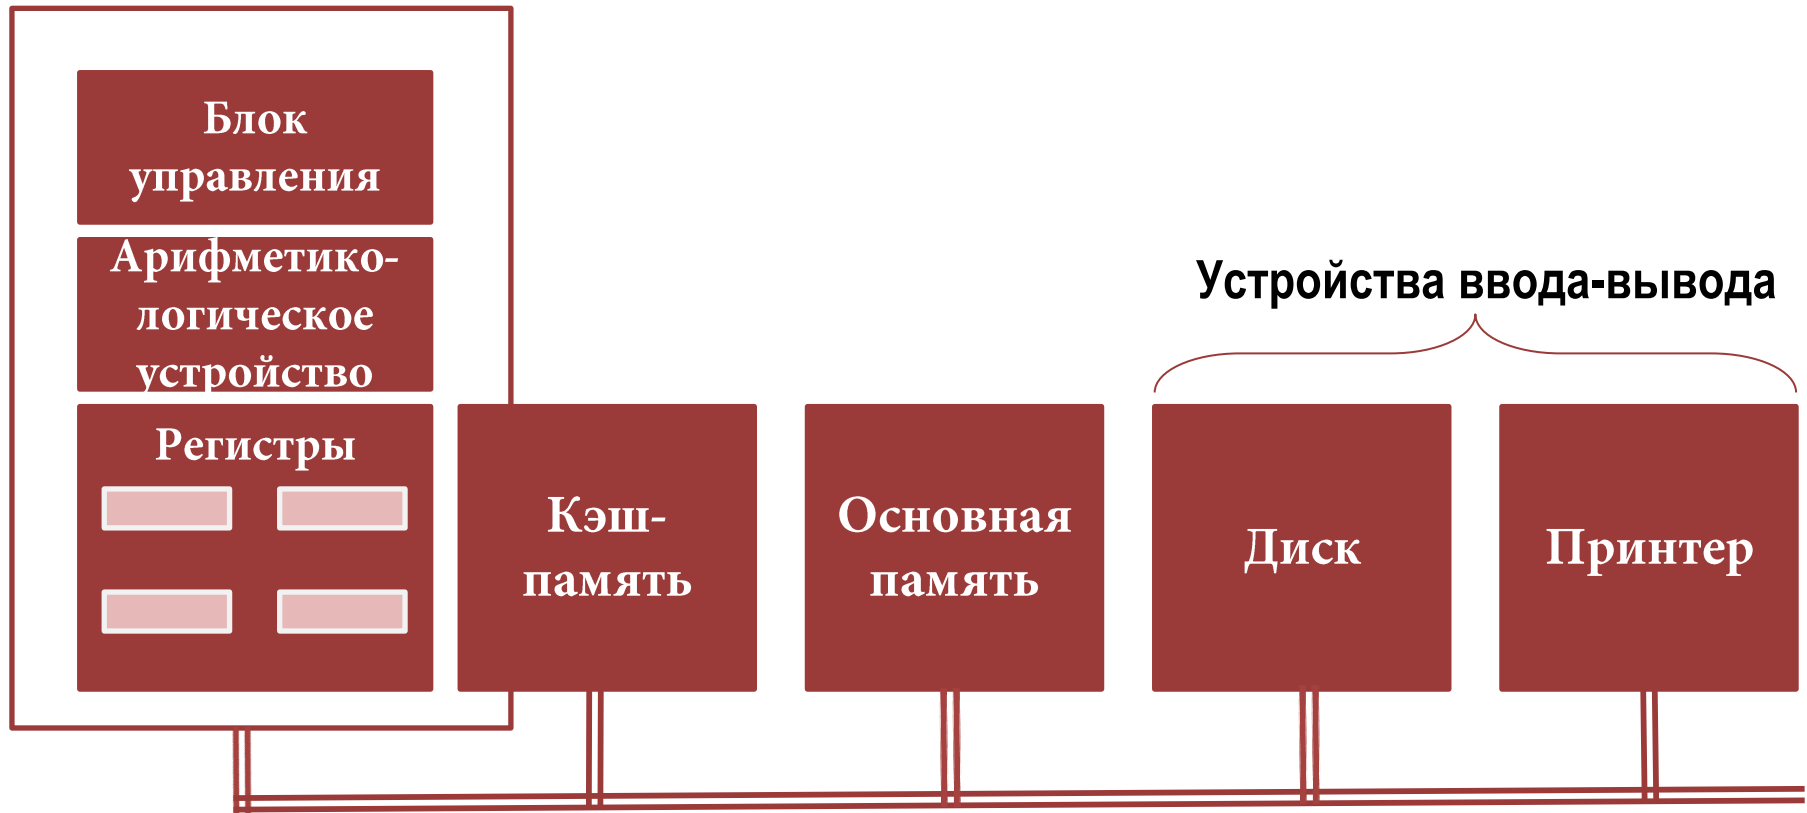 Блок
управления
Арифметико-
логическое
устройство
Регистры
Кэш-
память
Основная
память
Устройства ввода-вывода
Диск
Принтер